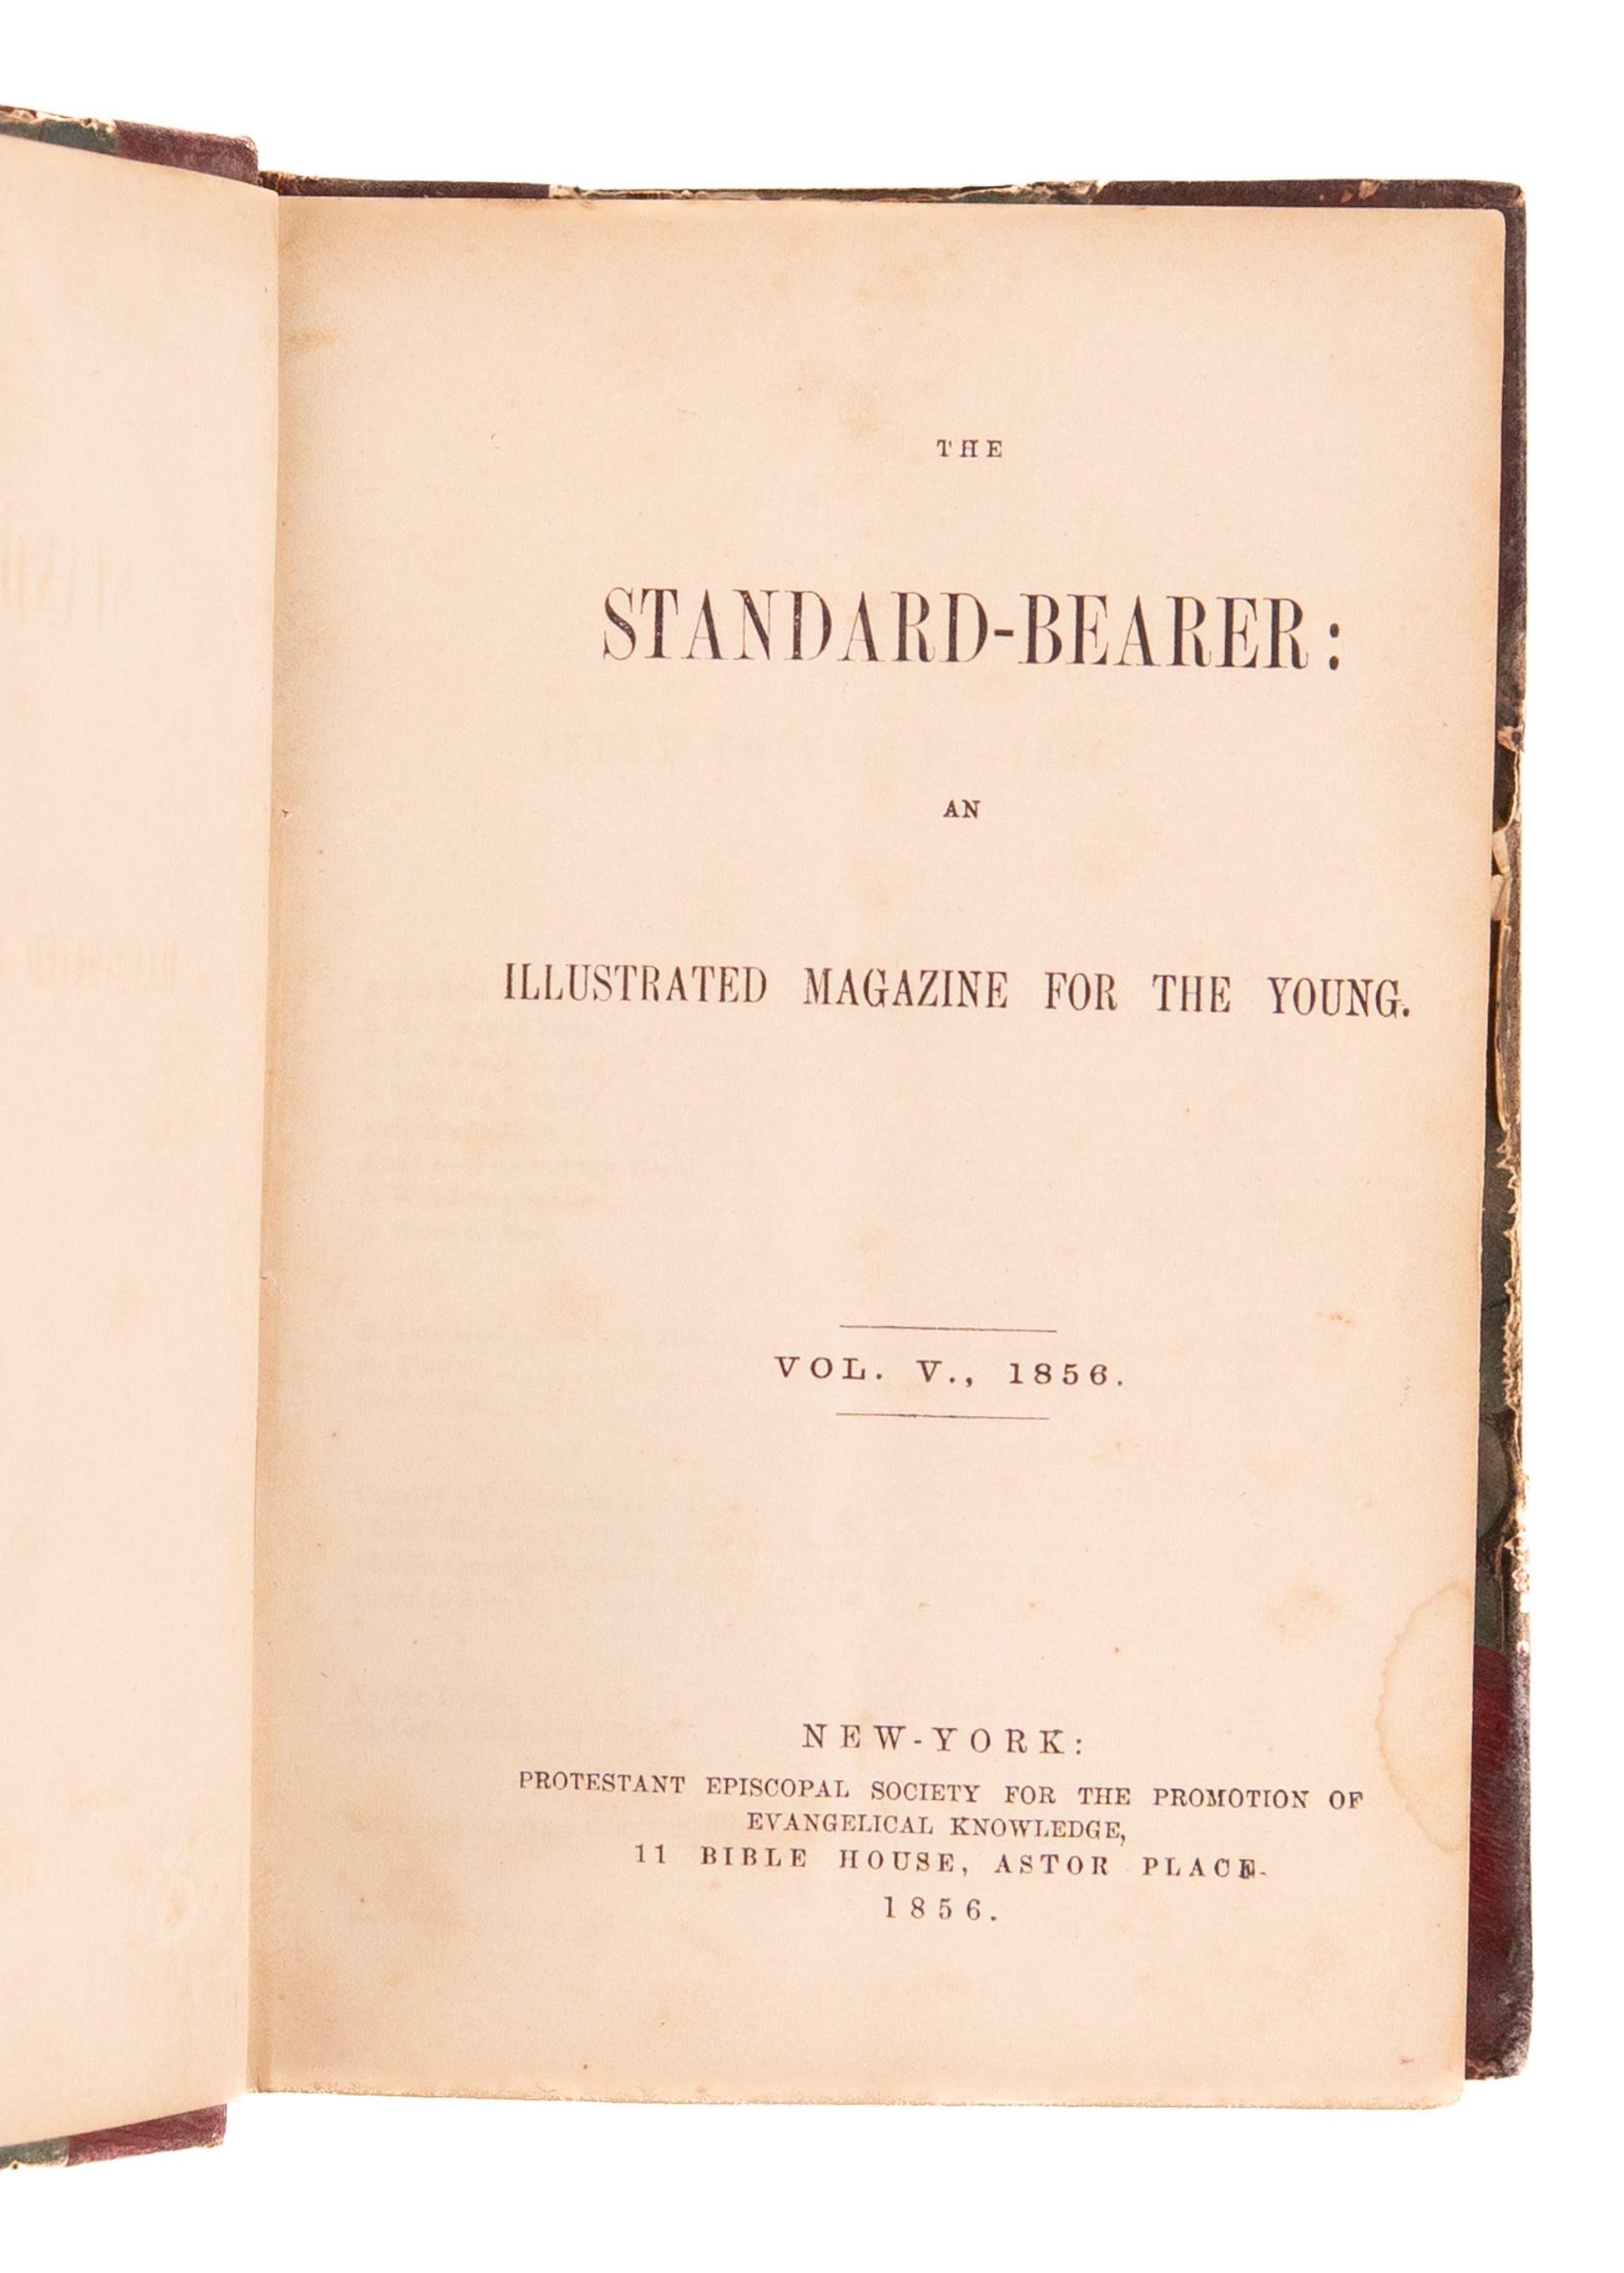 THE
STANDARD-BEARER:
AN
ILLUSTRATED MAGAZINE FOR THE YOUNG.
VOL. V., 1856.
NEW-YORK:
PROTESTANT EPISCOPAL SOCIETY FOR THE PROMOTION OF
EVANGELICAL KNOWLEDGE,
11 BIBLE HOUSE, ASTOR PLACE.
1856.